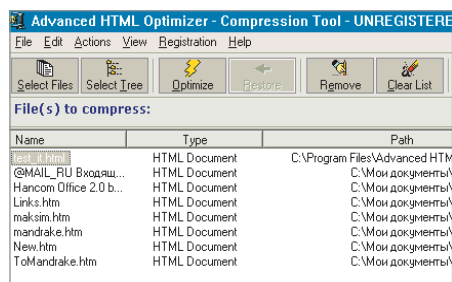 Advanced HTML Optimizer - Compression Tool - UNREGISTERE
File Edit Actions View Registration Help
Select Files Select Tree Optimize Restore Remove Clear List
File(s) to compress:
Name Type Path
test_it.html HTML Document C:\Program Files\Advanced HTM
@MAIL_RU Входящ... HTML Document C:\Мои документы\
Hancom Office 2.0 b... HTML Document C:\Мои документы\
Links.htm HTML Document C:\Мои документы\
maksim.htm HTML Document C:\Мои документы\
mandrake.htm HTML Document C:\Мои документы\
New.htm HTML Document C:\Мои документы\
ToMandrake.htm HTML Document C:\Мои документы\